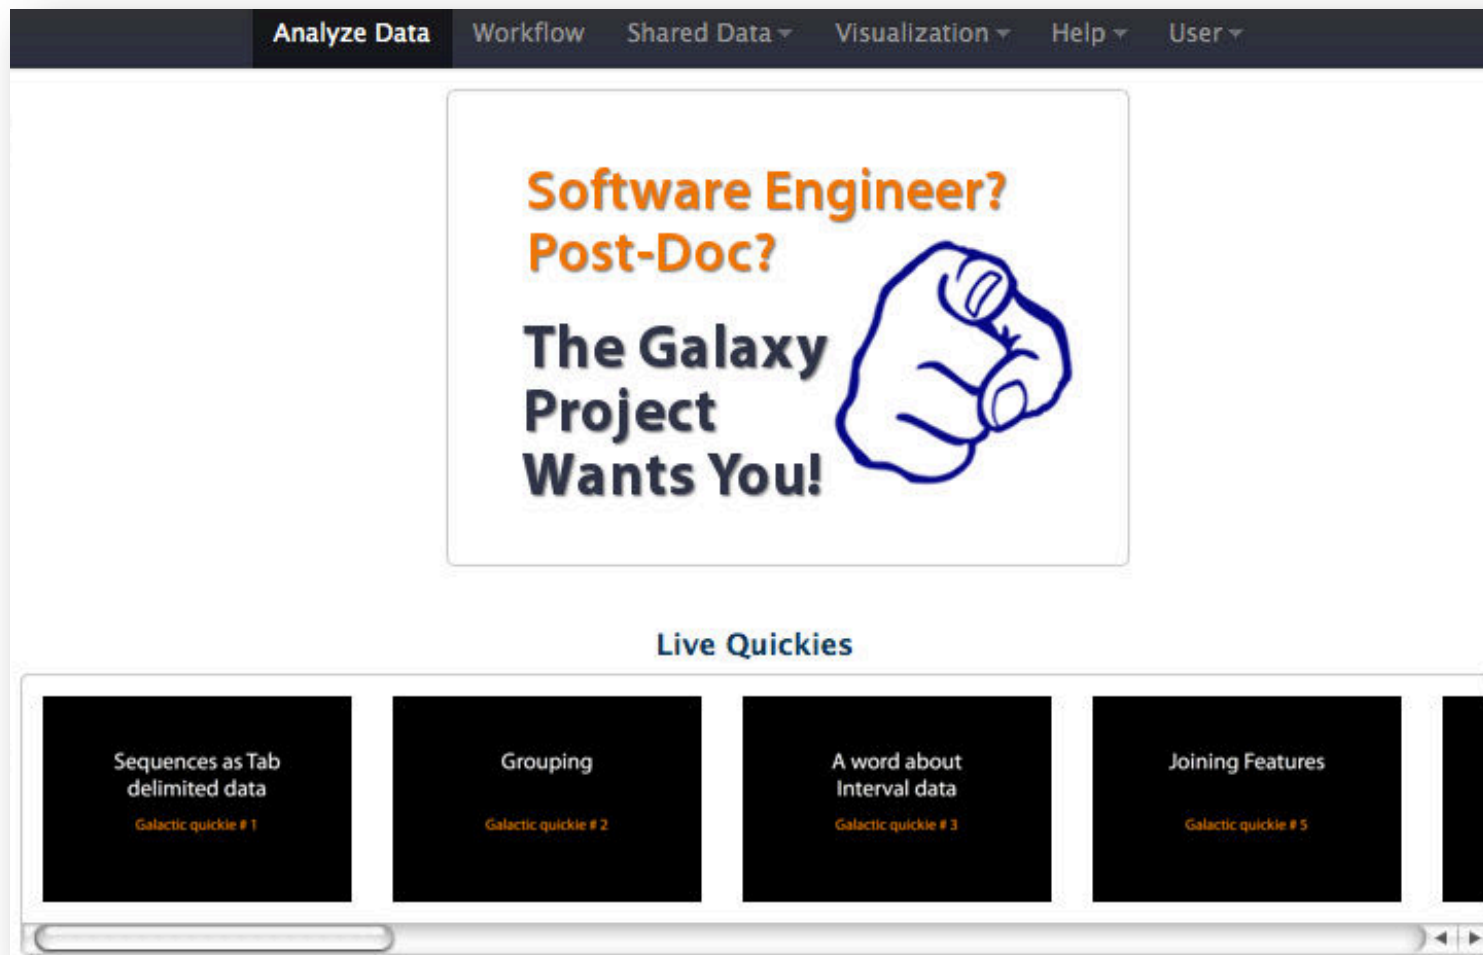 Analyze Data Workflow Shared Data Visualization Help User
Software Engineer?
Post-Doc?
The Galaxy
Project
Wants You!
Live Quickies
Sequences as Tab
delimited data
Galactic quickie # 1
Grouping
Galactic quickie # 2
A word about
Interval data
Galactic quickie # 3
Joining Features
Galactic quickie # 5